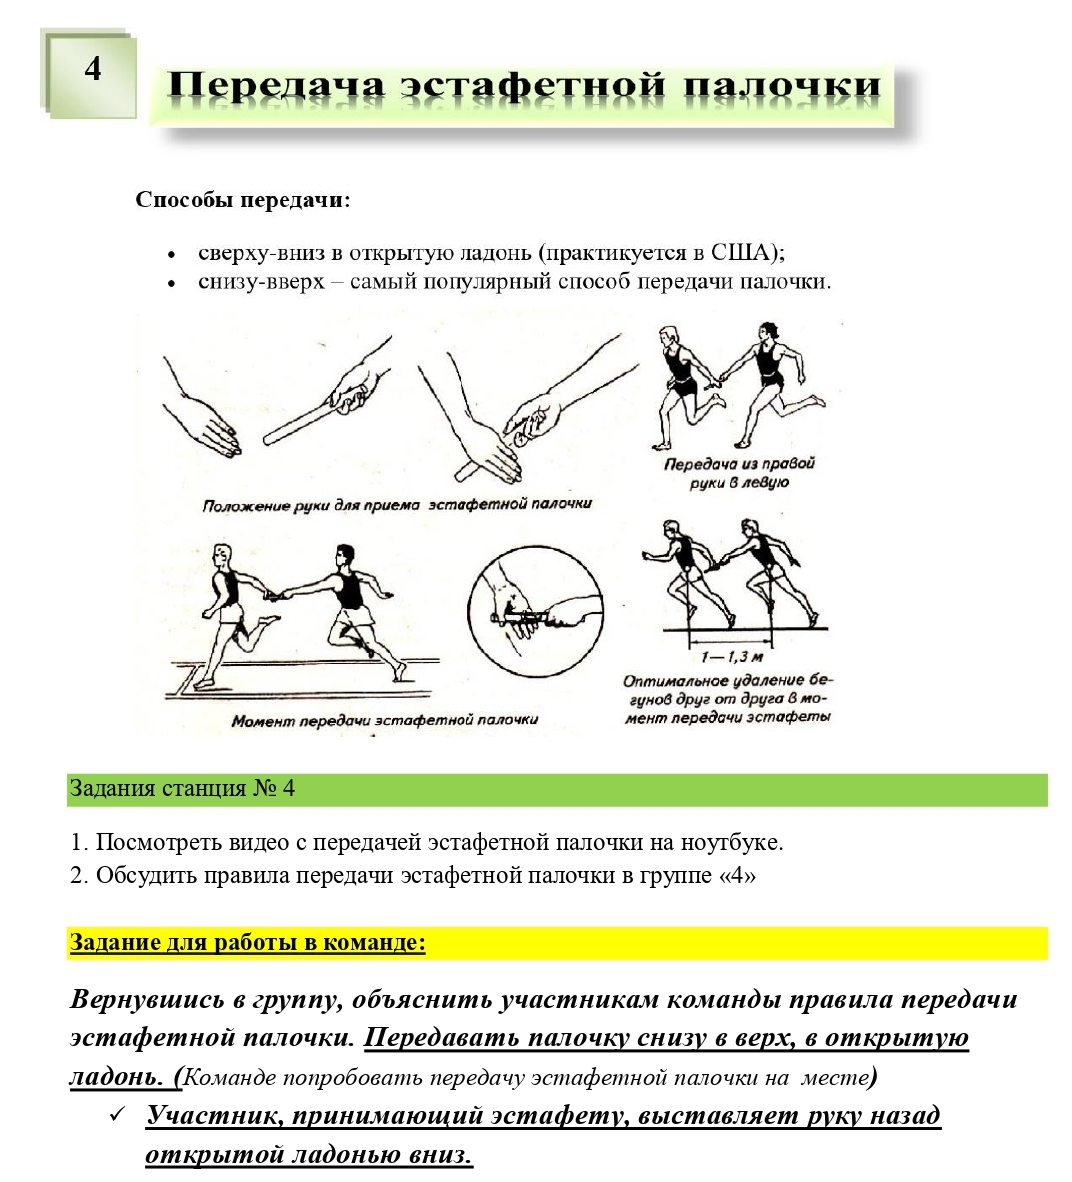 4
Передача эстафетной палочки
Способы передачи:
• сверху-вниз в открытую ладонь (практикуется в США);
• снизу-вверх – самый популярный способ передачи палочки.
Передача из правой
руки в левую
Положение руки для приема эстафетной палочки
1—1,3 м
Оптимальное удаление бе-
гунов друг от друга в мо-
мент передачи эстафеты
Момент передачи эстафетной палочки
Задания станция № 4
1. Посмотреть видео с передачей эстафетной палочки на ноутбуке.
2. Обсудить правила передачи эстафетной палочки в группе «4»
Задание для работы в команде:
Вернувшись в группу, объяснить участникам команды правила передачи
эстафетной палочки. Передавать палочку снизу в верх, в открытую
ладонь. (Команде попробовать передачу эстафетной палочки на месте)
✓ Участник, принимающий эстафету, выставляет руку назад
открытой ладонью вниз.